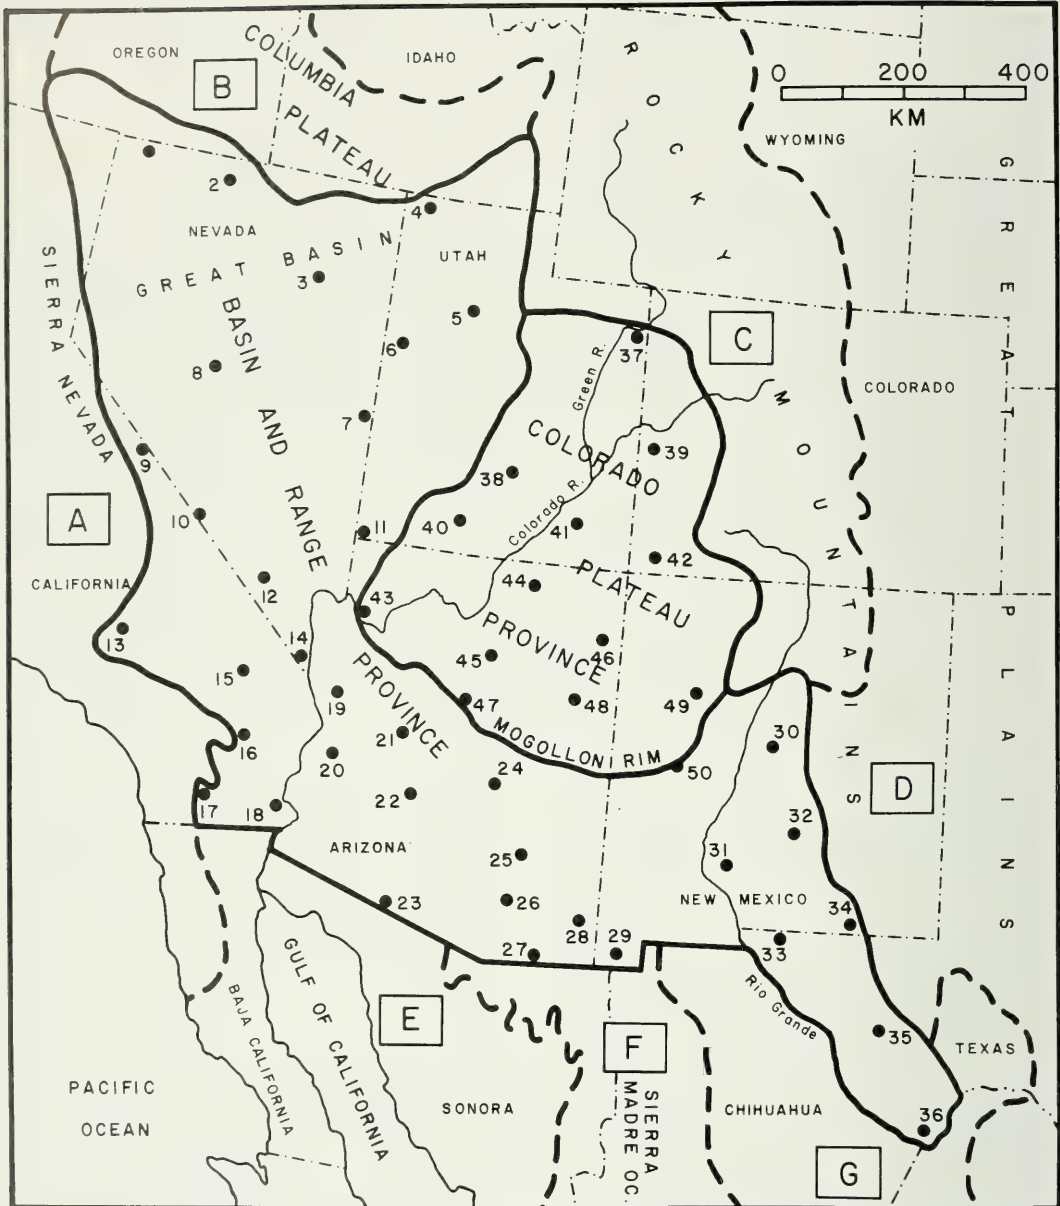 OREGON
COLUMBIA
PLATEAU
IDAHO
B
ROCKY
MOUNTAINS
0 200 400
KM
WYOMING
GREAT PLAINS
2
NEVADA
4
GREAT BASIN
UTAH
3
5
SIERRA NEVADA
BASIN
AND
RANGE
PROVINCE
6
37
C
8
Green R.
COLORADO
7
COLORADO
PLATEAU
PROVINCE
9
38
39
A
10
Colorado R.
11
40
41
42
CALIFORNIA
12
43
44
13
14
45
46
15
19
47
48
49
MOGOLLON RIM
16
21
30
20
24
50
D
17
18
22
32
ARIZONA
25
31
23
26
NEW MEXICO
34
28
27
29
33
GULF OF CALIFORNIA
BAJA CALIFORNIA
E
F
Rio Grande
35
TEXAS
PACIFIC
OCEAN
SONORA
SIERRA
MADRE OC.
CHIHUAHUA
36
G